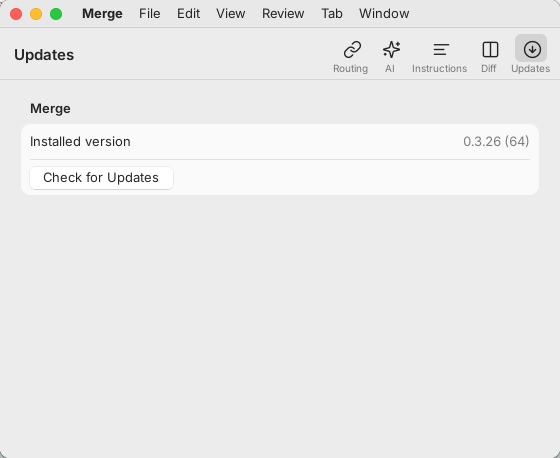 Merge File Edit View Review Tab Window
Updates
Routing AI Instructions Diff Updates
Merge
Installed version 0.3.26 (64)
Check for Updates